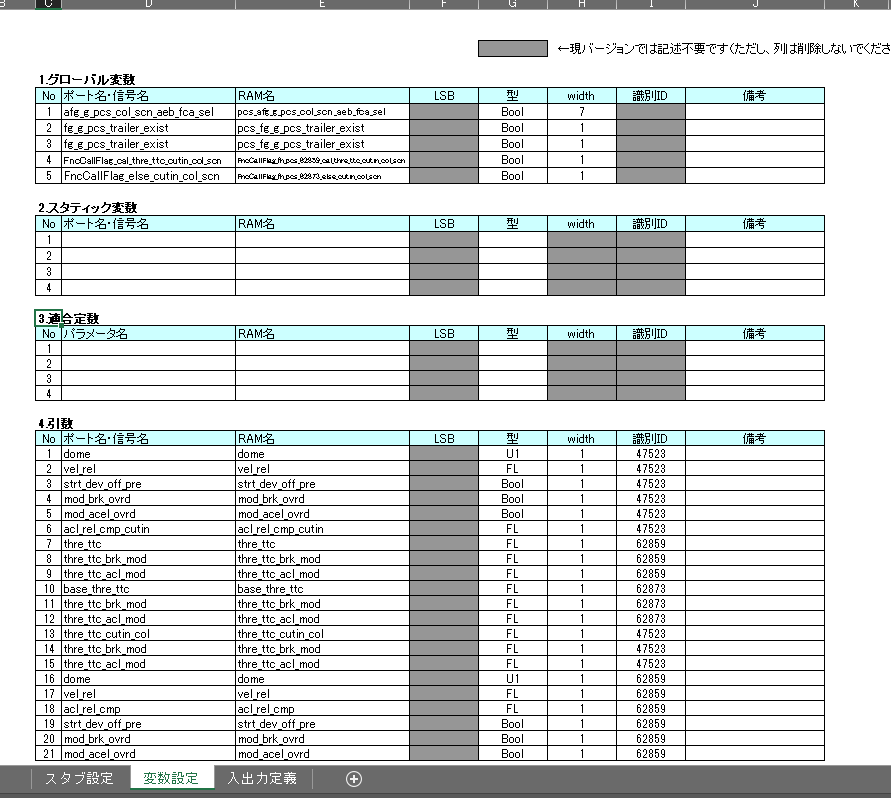 C D E F G H I J K
←現バージョンでは記述不要です(ただし、列は削除しないでくださ
1.グローバル変数
No ポート名・信号名 RAM名 LSB 型 width 識別ID 備考
1 afg_g_pcs_col_scn_aeb_fca_sel pcs_afg_g_pcs_col_scn_aeb_fca_sel Bool 7
2 fg_g_pcs_trailer_exist pcs_fg_g_pcs_trailer_exist Bool 1
3 fg_g_pcs_trailer_exist pcs_fg_g_pcs_trailer_exist Bool 1
4 FncCallFlag_cal_thre_ttc_cutin_col_scn FncCallFlag_fn_pcs_62859_cal_thre_ttc_cutin_col_scn Bool 1
5 FncCallFlag_else_cutin_col_scn FncCallFlag_fn_pcs_62873_else_cutin_col_scn Bool 1
2.スタティック変数
No ポート名・信号名 RAM名 LSB 型 width 識別ID 備考
1
2
3
4
3.適合定数
No パラメータ名 RAM名 LSB 型 width 識別ID 備考
1
2
3
4
4.引数
No ポート名・信号名 RAM名 LSB 型 width 識別ID 備考
1 dome dome U1 1 47523
2 vel_rel vel_rel FL 1 47523
3 strt_dev_off_pre strt_dev_off_pre Bool 1 47523
4 mod_brk_ovrd mod_brk_ovrd Bool 1 47523
5 mod_acel_ovrd mod_acel_ovrd Bool 1 47523
6 acl_rel_cmp_cutin acl_rel_cmp_cutin FL 1 47523
7 thre_ttc thre_ttc FL 1 62859
8 thre_ttc_brk_mod thre_ttc_brk_mod FL 1 62859
9 thre_ttc_acl_mod thre_ttc_acl_mod FL 1 62859
10 base_thre_ttc base_thre_ttc FL 1 62873
11 thre_ttc_brk_mod thre_ttc_brk_mod FL 1 62873
12 thre_ttc_acl_mod thre_ttc_acl_mod FL 1 62873
13 thre_ttc_cutin_col thre_ttc_cutin_col FL 1 47523
14 thre_ttc_brk_mod thre_ttc_brk_mod FL 1 47523
15 thre_ttc_acl_mod thre_ttc_acl_mod FL 1 47523
16 dome dome U1 1 62859
17 vel_rel vel_rel FL 1 62859
18 acl_rel_cmp acl_rel_cmp FL 1 62859
19 strt_dev_off_pre strt_dev_off_pre Bool 1 62859
20 mod_brk_ovrd mod_brk_ovrd Bool 1 62859
21 mod_acel_ovrd mod_acel_ovrd Bool 1 62859
スタブ設定 変数設定 入出力定義